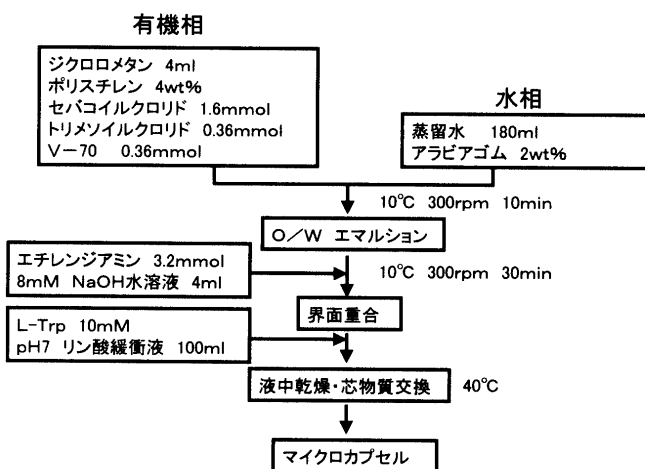 有機相
ジクロロメタン 4ml
ポリスチレン 4wt%
セバコイルクロリド 1.6mmol
トリメソイルクロリド 0.36mmol
V－70 0.36mmol
水相
蒸留水 180ml
アラビアゴム 2wt%
10℃ 300rpm 10min
O／W エマルション
エチレンジアミン 3.2mmol
8mM NaOH水溶液 4ml
10℃ 300rpm 30min
界面重合
L-Trp 10mM
pH7 リン酸緩衝液 100ml
液中乾燥・芯物質交換
40℃
マイクロカプセル